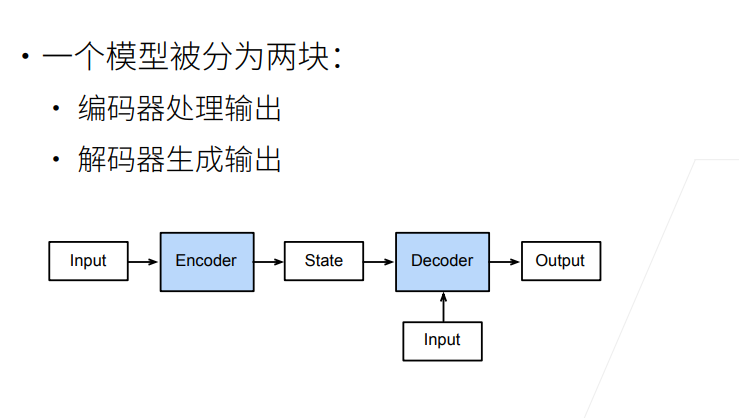 • 一个模型被分为两块：
• 编码器处理输出
• 解码器生成输出
Input
Encoder
State
Decoder
Output
Input